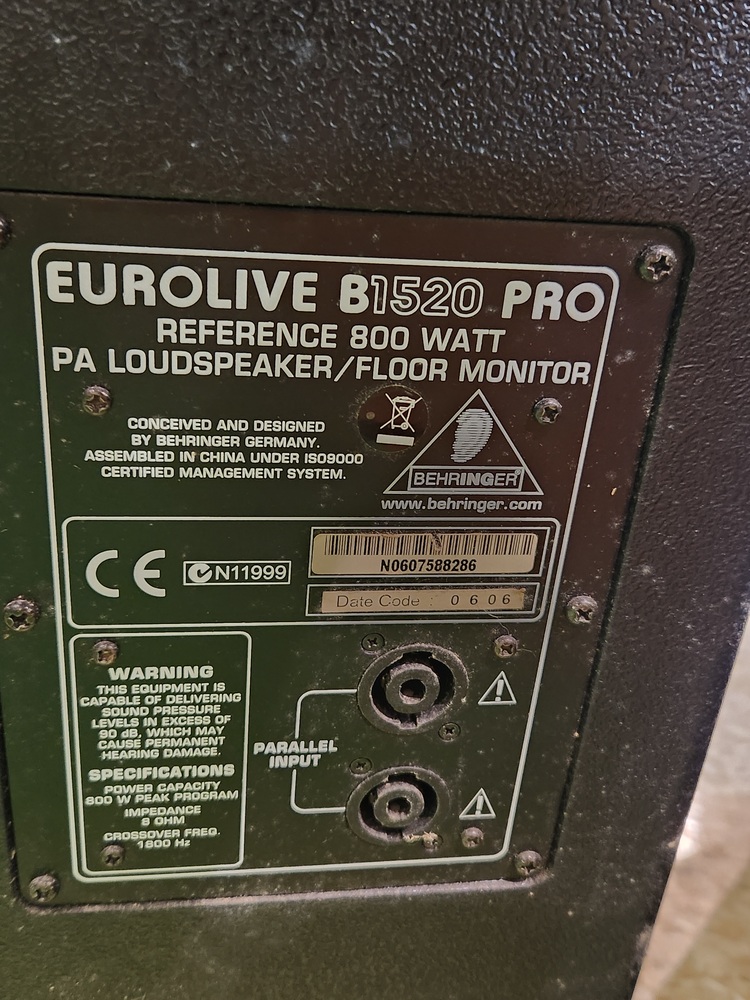 EUROLIVE B1520 PRO
REFERENCE 800 WATT
PA LOUDSPEAKER/FLOOR MONITOR
CONCEIVED AND DESIGNED
BY BEHRINGER GERMANY.
ASSEMBLED IN CHINA UNDER ISO9000
CERTIFIED MANAGEMENT SYSTEM.
BEHRINGER
www.behringer.com
CE
N11999
N0607588286
Date Code : 0606
WARNING
THIS EQUIPMENT IS
CAPABLE OF DELIVERING
SOUND PRESSURE
LEVELS IN EXCESS OF
90 dB, WHICH MAY
CAUSE PERMANENT
HEARING DAMAGE.
SPECIFICATIONS
POWER CAPACITY
800 W PEAK PROGRAM
IMPEDANCE
8 OHM
CROSSOVER FREQ.
1800 Hz
PARALLEL
INPUT